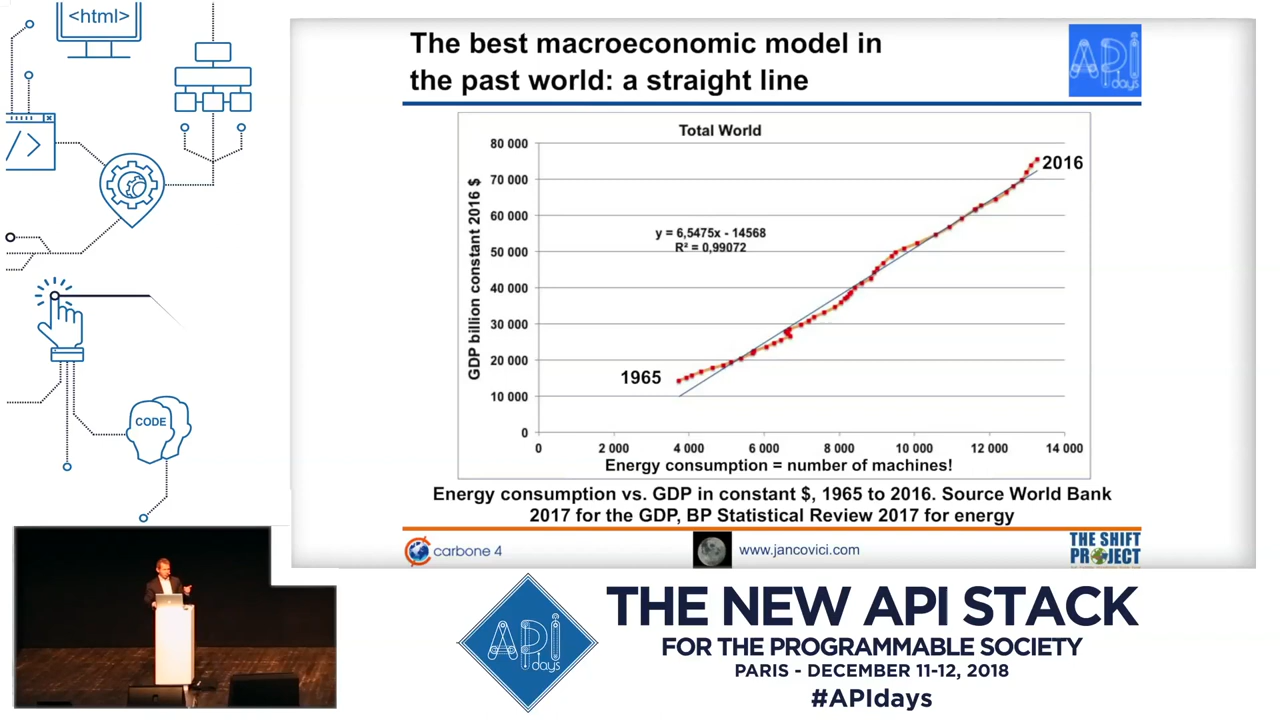 <html>
The best macroeconomic model in
the past world: a straight line
API
days
</>
Total World
80 000
70 000
60 000
50 000
40 000
30 000
20 000
10 000
0
GDP billion constant 2016 $
2016
y = 6,5475x - 14568
R² = 0,99072
1965
0 2 000 4 000 6 000 8 000 10 000 12 000 14 000
Energy consumption = number of machines!
CODE
Energy consumption vs. GDP in constant $, 1965 to 2016. Source World Bank
2017 for the GDP, BP Statistical Review 2017 for energy
carbone 4
www.jancovici.com
THE SHIFT
PROJECT
API
days
THE NEW API STACK
FOR THE PROGRAMMABLE SOCIETY
PARIS - DECEMBER 11-12, 2018
#APIdays